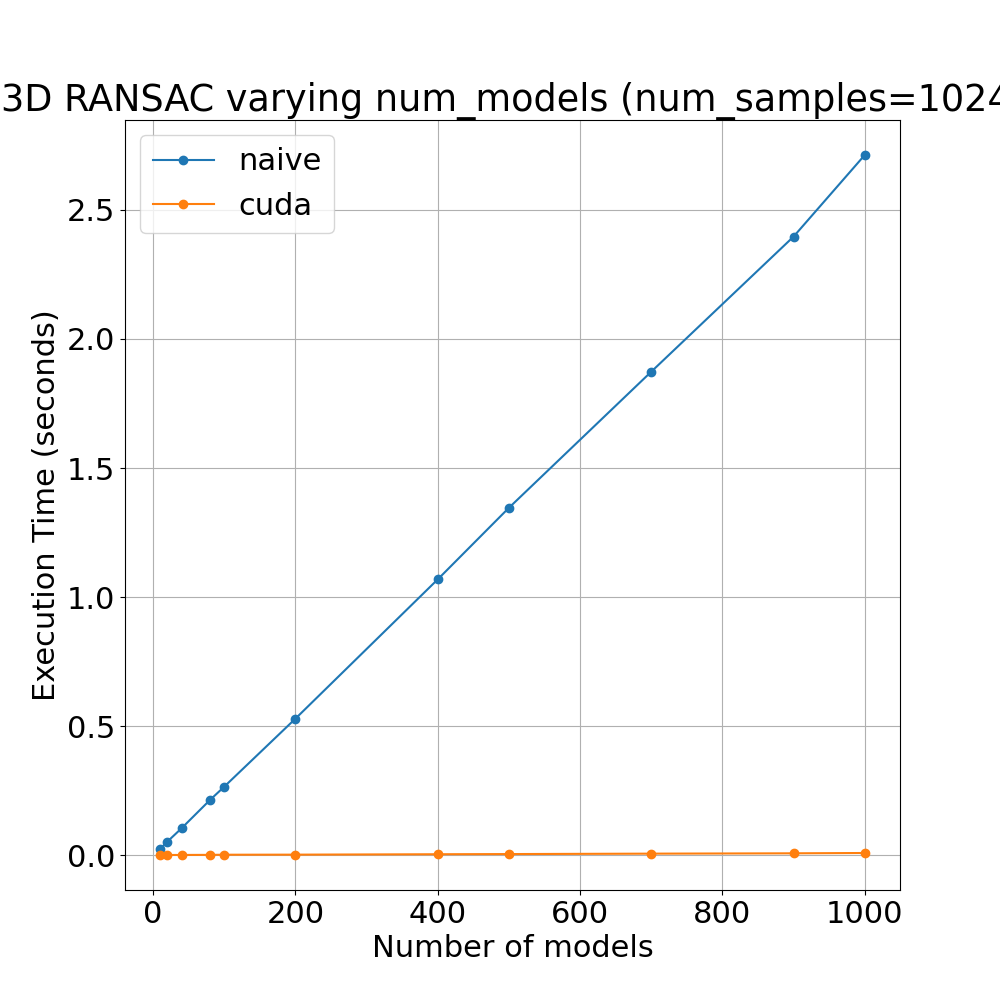 3D RANSAC varying num_models (num_samples=1024
naive
cuda
2.5
2.0
1.5
1.0
0.5
0.0
Execution Time (seconds)
0 200 400 600 800 1000
Number of models